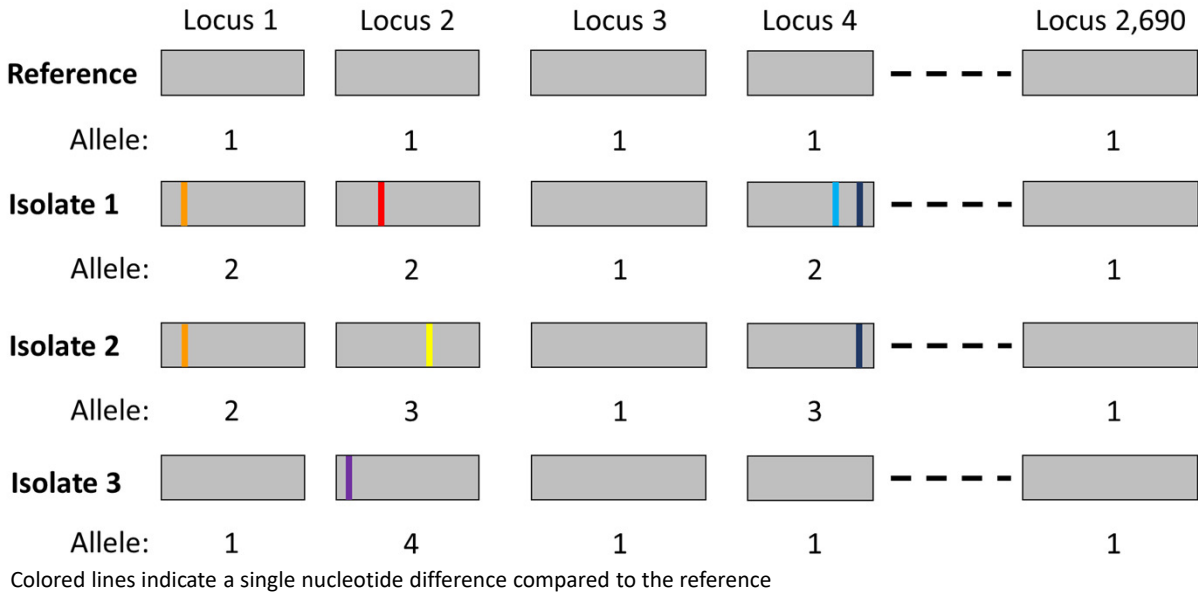 Locus 1 Locus 2 Locus 3 Locus 4 Locus 2,690
Reference
Allele: 1 1 1 1 1
Isolate 1
Allele: 2 2 1 2 1
Isolate 2
Allele: 2 3 1 3 1
Isolate 3
Allele: 1 4 1 1 1
Colored lines indicate a single nucleotide difference compared to the reference